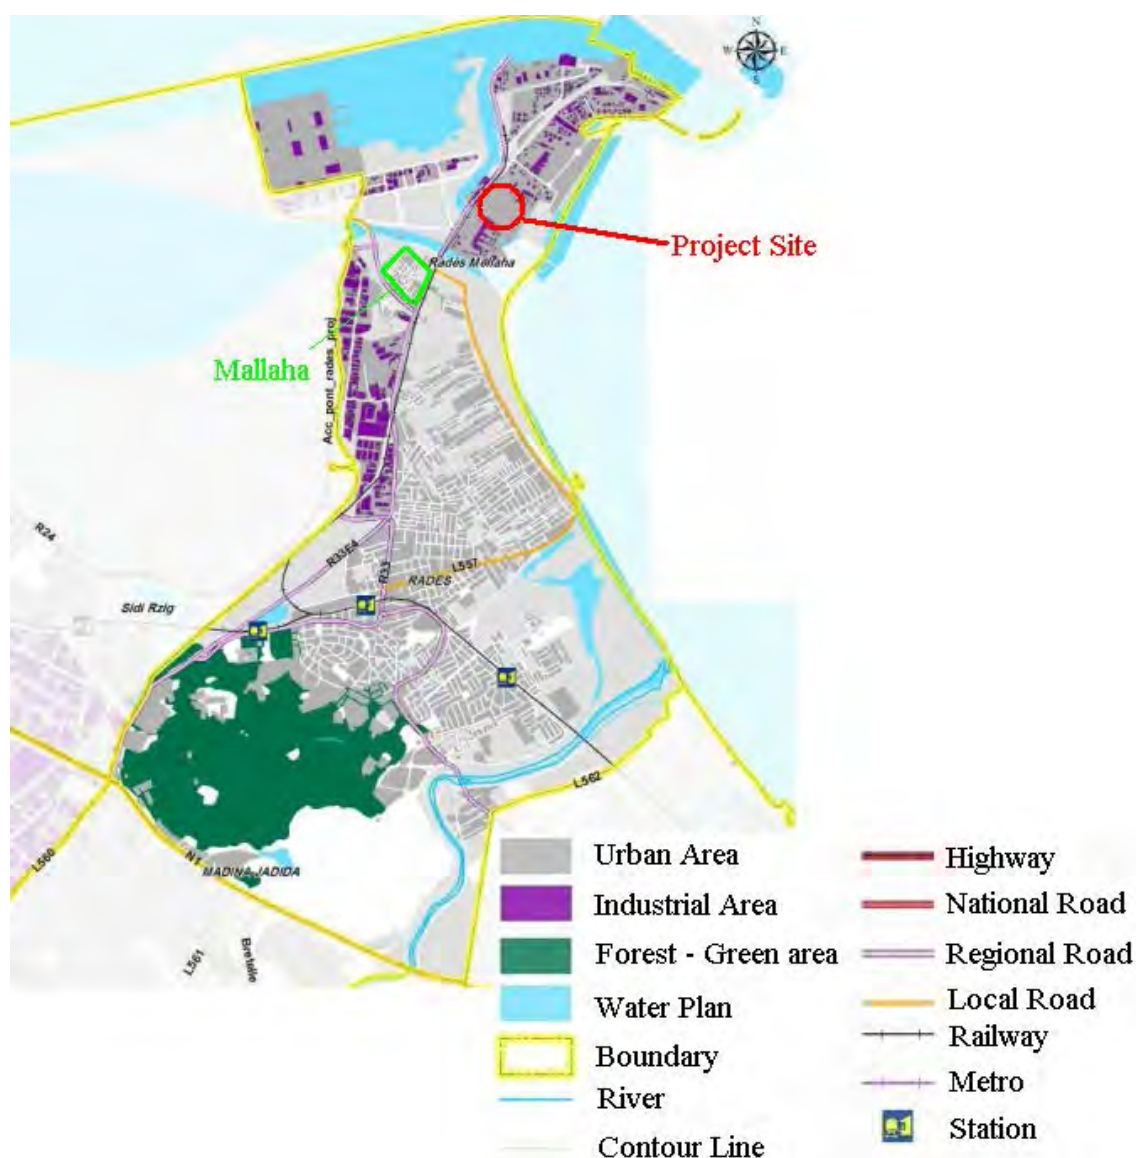 N
W
E
S
Project Site
Radès Mellaha
Mallaha
Acc_pont_rades_proj
R24
R33E4
R33
L557
RADES
Sidi Rzig
L562
L560
N1
MADINA JADIDA
L561
Bretelle
Urban Area
Highway
Industrial Area
National Road
Forest - Green area
Regional Road
Water Plan
Local Road
Railway
Boundary
Metro
River
Station
Contour Line